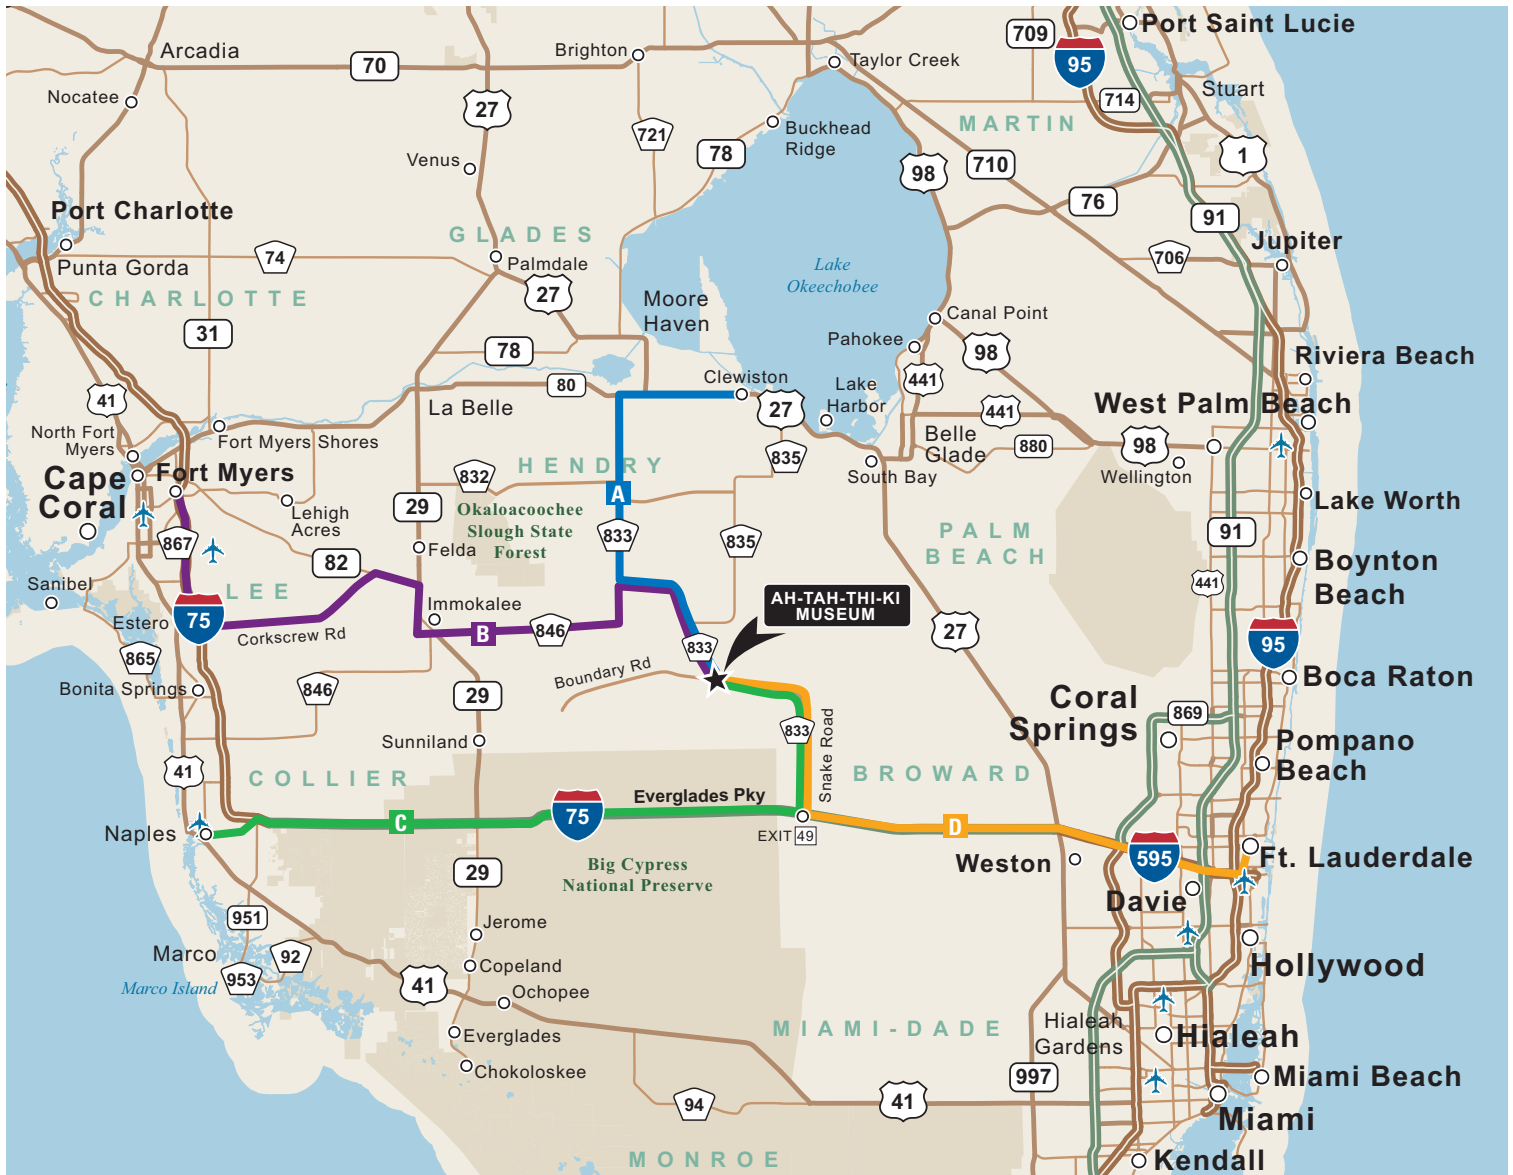 Port Saint Lucie
Arcadia
Brighton
709
70
Taylor Creek
95
Nocatee
27
714
Stuart
MARTIN
721
Buckhead
Ridge
Venus
78
98
710
1
76
Port Charlotte
91
GLADES
Jupiter
74
Punta Gorda
Palmdale
706
Lake
Okeechobee
CHARLOTTE
27
Moore
Haven
31
Canal Point
Pahokee
78
98
Riviera Beach
Clewiston
80
441
Lake
Harbor
41
La Belle
27
441
West Palm Beach
North Fort
Myers
Fort Myers Shores
Belle
Glade
880
98
HENDRY
835
Cape
Coral
Fort Myers
832
South Bay
Wellington
A
29
Lehigh
Acres
Okaloacoochee
Slough State
Forest
Lake Worth
PALM
BEACH
867
833
835
91
Felda
82
Boynton
Beach
Sanibel
LEE
441
Immokalee
AH-TAH-THI-KI
MUSEUM
Estero
75
Corkscrew Rd
B
846
27
95
865
833
Boundary Rd
Bonita Springs
846
29
Boca Raton
Coral
Springs
869
833
Snake Road
Sunniland
Pompano
Beach
41
COLLIER
BROWARD
Everglades Pky
75
Naples
C
D
EXIT 49
595
Weston
Ft. Lauderdale
Big Cypress
National Preserve
29
Davie
951
Jerome
Marco
92
Copeland
Hollywood
953
Marco Island
41
Ochopee
Everglades
MIAMI-DADE
Hialeah
Gardens
Hialeah
Chokoloskee
997
Miami Beach
94
41
Miami
MONROE
Kendall